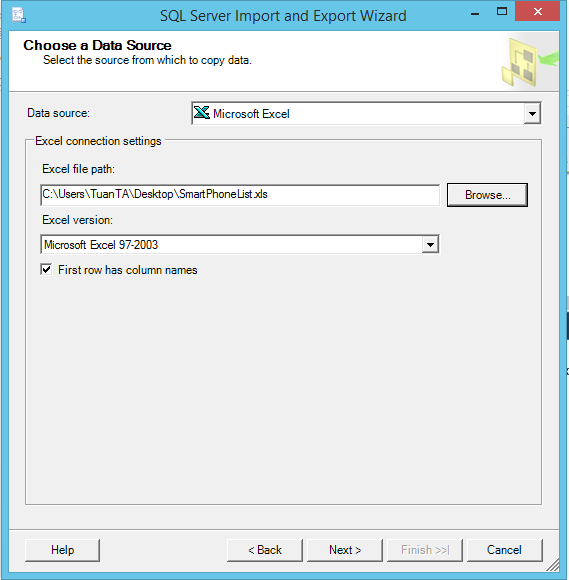 SQL Server Import and Export Wizard
Choose a Data Source
Select the source from which to copy data.
Data source:
Microsoft Excel
Excel connection settings
Excel file path:
C:\Users\TuanTA\Desktop\SmartPhoneList.xls
Browse...
Excel version:
Microsoft Excel 97-2003
First row has column names
Help
< Back
Next >
Finish >>|
Cancel